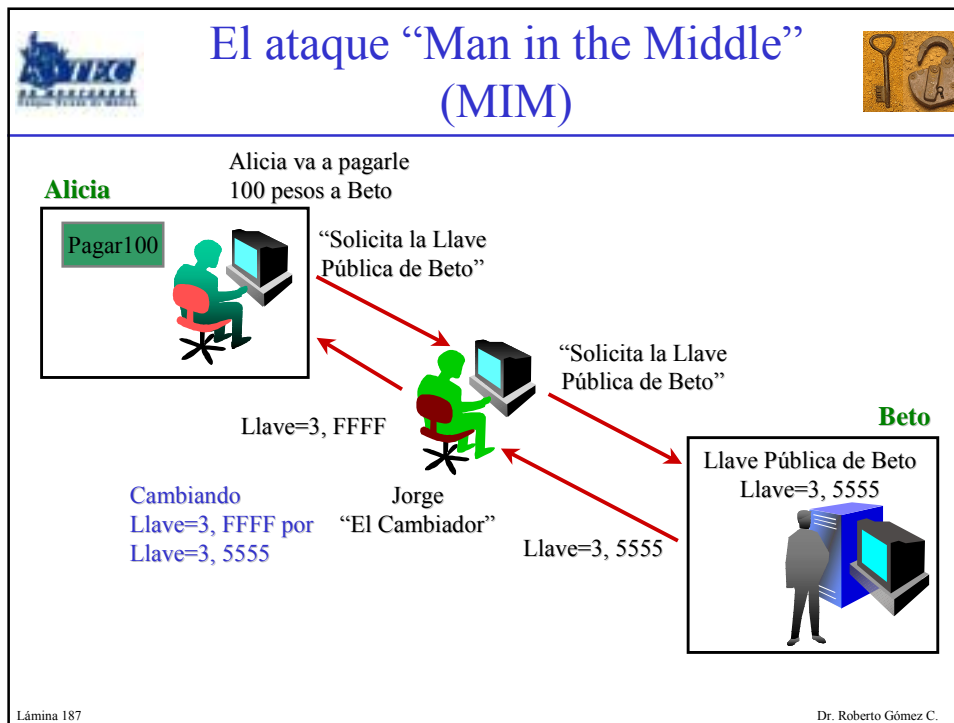 El ataque “Man in the Middle”
(MIM)
TEC
DE MONTERREY
Alicia va a pagarle
100 pesos a Beto
Alicia
Pagar100
“Solicita la Llave
Pública de Beto”
“Solicita la Llave
Pública de Beto”
Llave=3, FFFF
Beto
Llave Pública de Beto
Llave=3, 5555
Cambiando
Llave=3, FFFF por
Llave=3, 5555
Jorge
“El Cambiador”
Llave=3, 5555
Lámina 187
Dr. Roberto Gómez C.